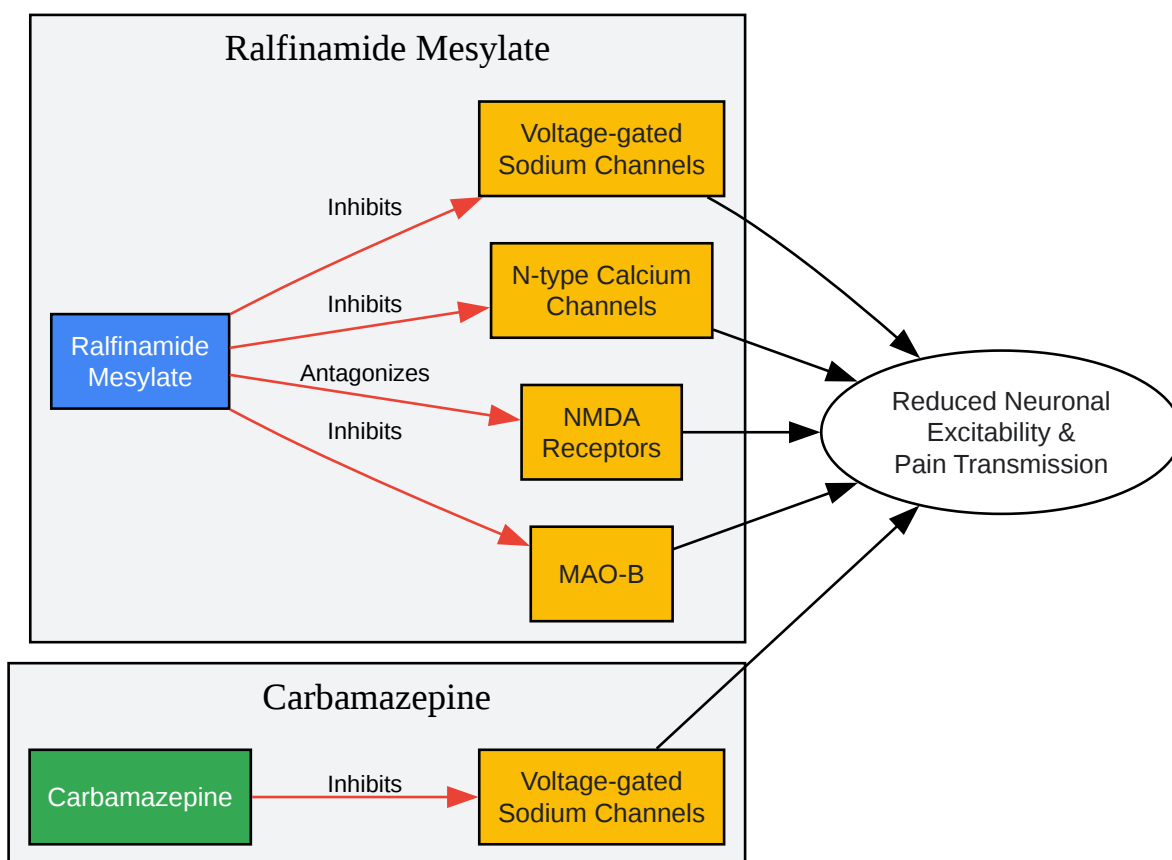 Ralfinamide Mesylate
Voltage-gated
Sodium Channels
Inhibits
N-type Calcium
Channels
Inhibits
Ralfinamide
Mesylate
Antagonizes
NMDA
Receptors
Inhibits
MAO-B
Reduced Neuronal
Excitability &
Pain Transmission
Carbamazepine
Carbamazepine
Inhibits
Voltage-gated
Sodium Channels